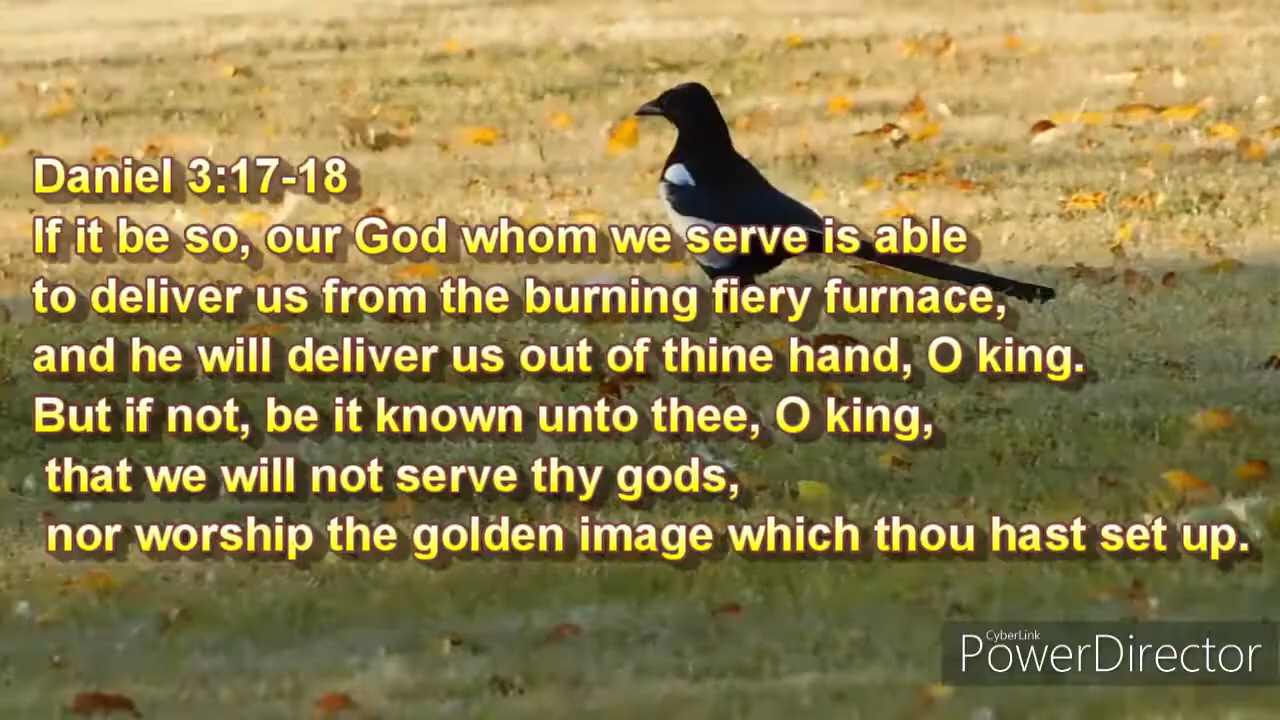 Daniel 3:17-18
If it be so, our God whom we serve is able
to deliver us from the burning fiery furnace,
and he will deliver us out of thine hand, O king.
But if not, be it known unto thee, O king,
that we will not serve thy gods,
nor worship the golden image which thou hast set up.
CyberLink
PowerDirector